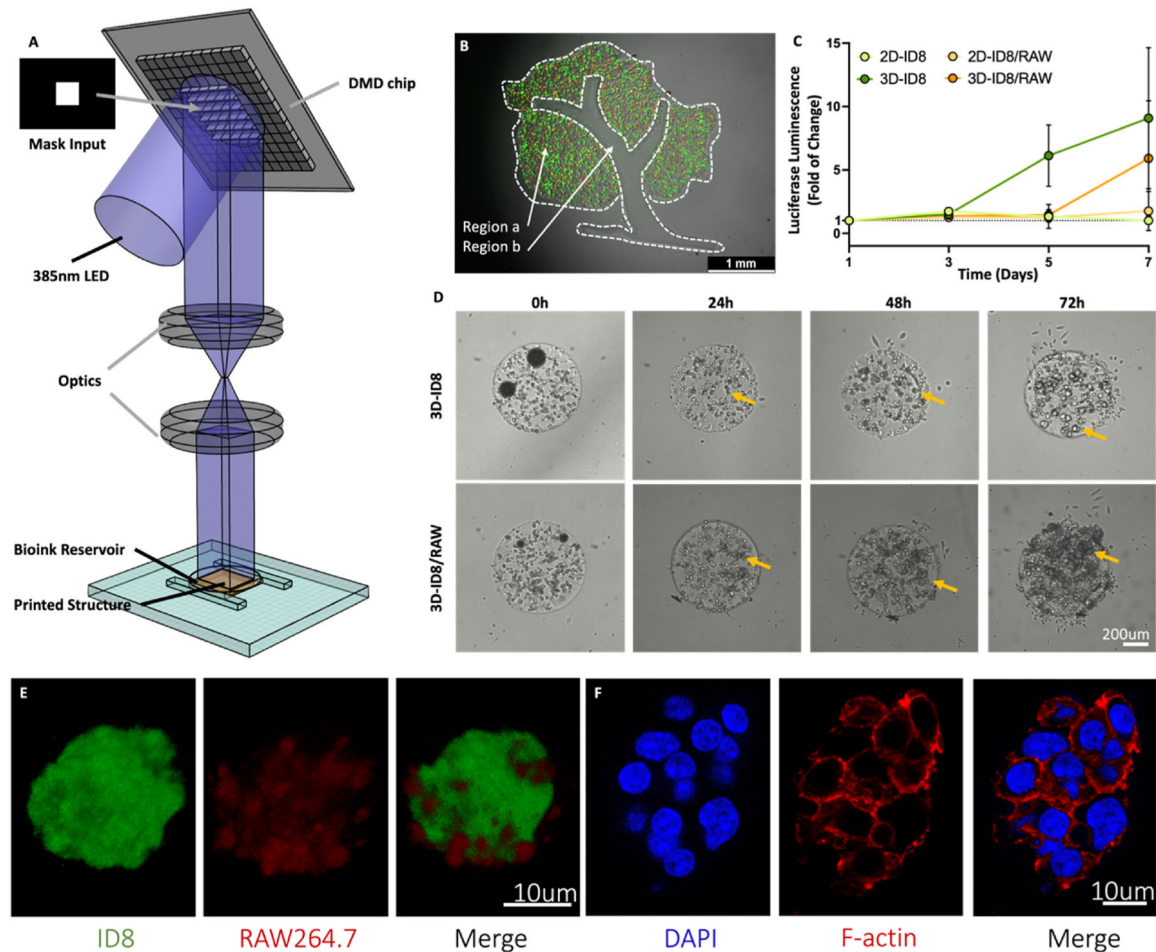 A
DMD chip
Mask Input
385nm LED
Optics
Bioink Reservoir
Printed Structure
B
Region a
Region b
1 mm
C
2D-ID8
2D-ID8/RAW
3D-ID8
3D-ID8/RAW
Luciferase Luminescence
(Fold of Change)
15
10
5
1
0
1
3
5
7
Time (Days)
D
0h
24h
48h
72h
3D-ID8
3D-ID8/RAW
200um
E
10um
ID8
RAW264.7
Merge
F
10um
DAPI
F-actin
Merge